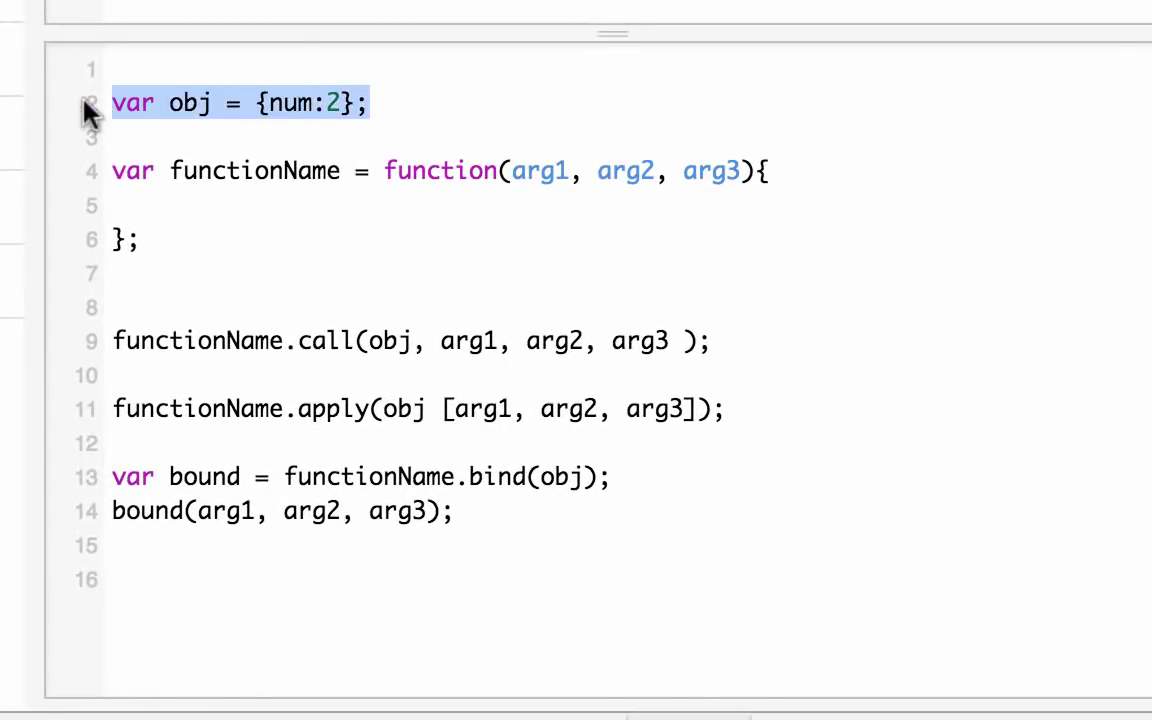 1
2 var obj = {num:2};
3
4 var functionName = function(arg1, arg2, arg3){
5
6 };
7
8
9 functionName.call(obj, arg1, arg2, arg3 );
10
11 functionName.apply(obj [arg1, arg2, arg3]);
12
13 var bound = functionName.bind(obj);
14 bound(arg1, arg2, arg3);
15
16